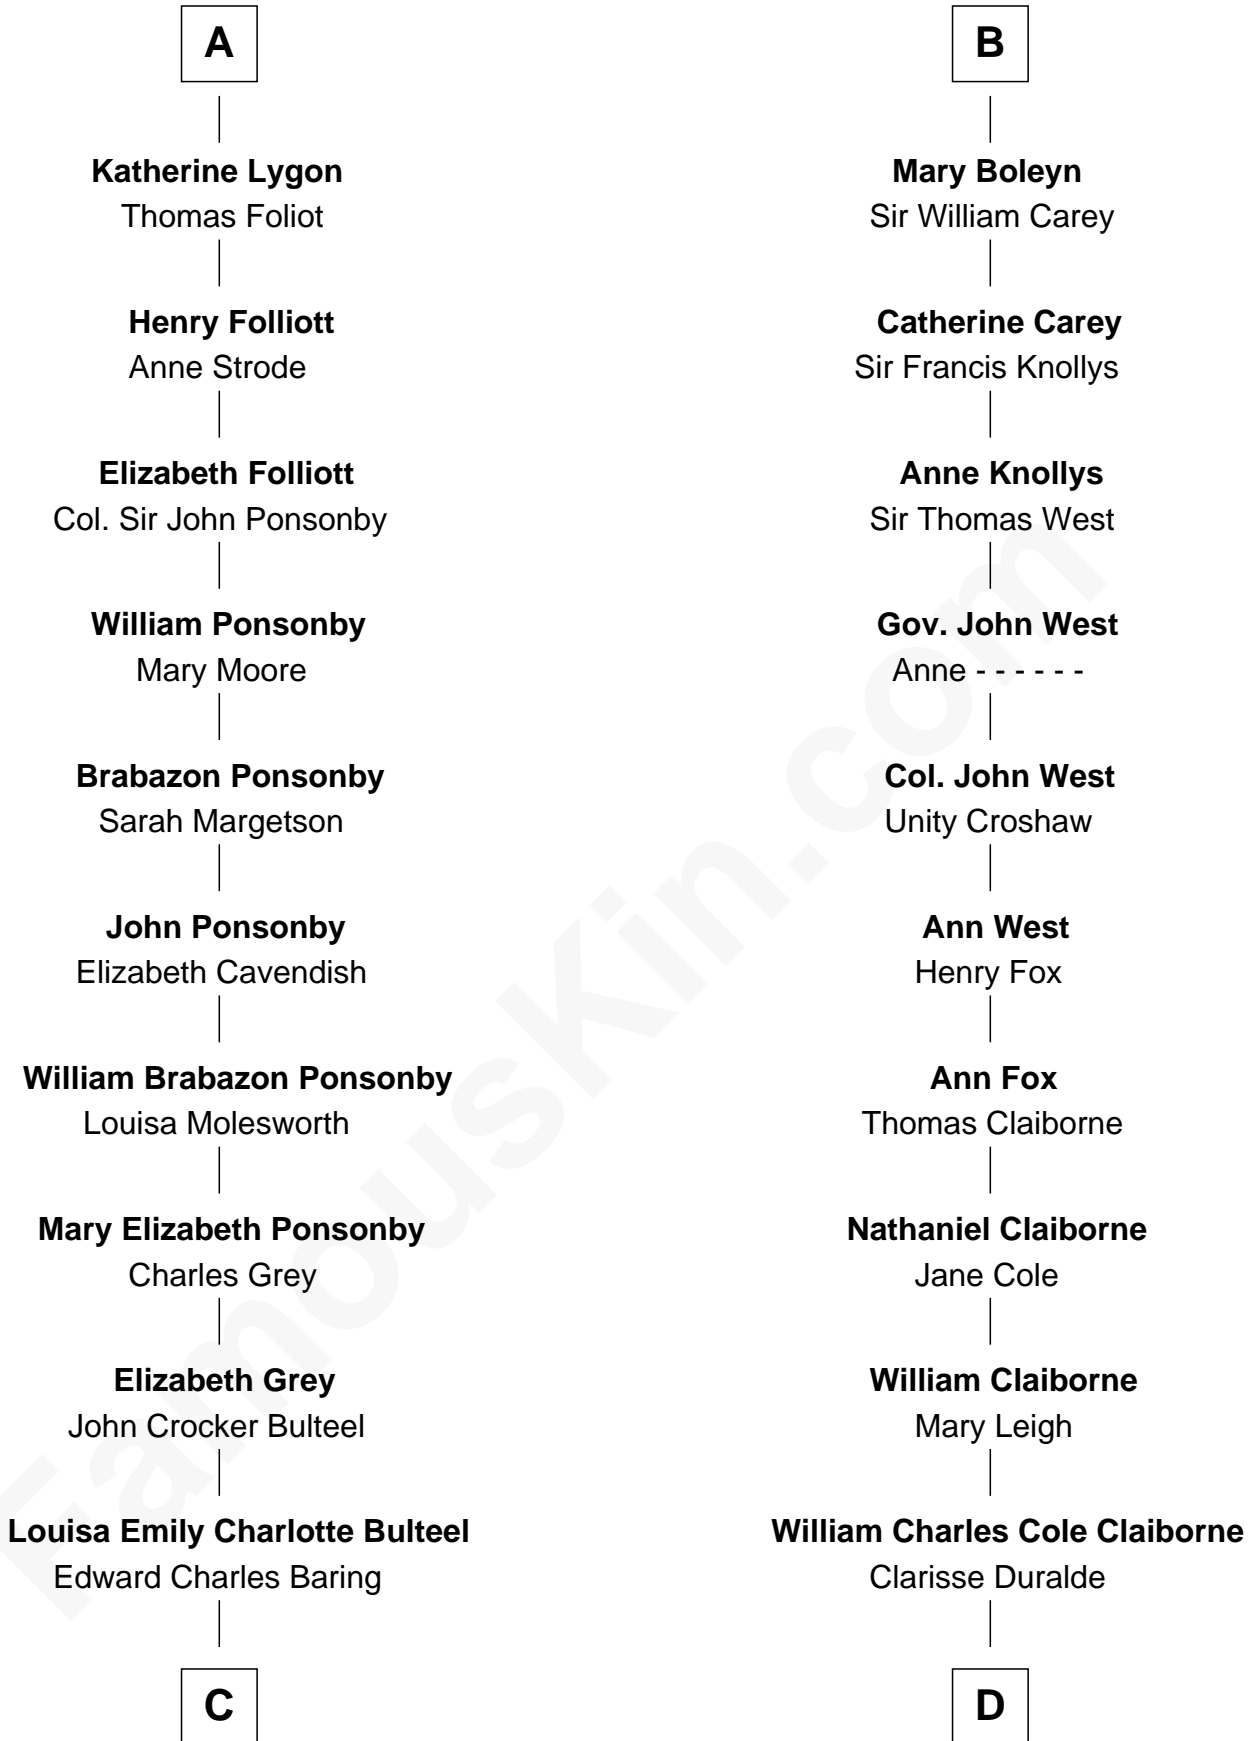 A
Katherine Lygon
Thomas Foliot
Henry Folliott
Anne Strode
Elizabeth Folliott
Col. Sir John Ponsonby
William Ponsonby
Mary Moore
Brabazon Ponsonby
Sarah Margetson
John Ponsonby
Elizabeth Cavendish
William Brabazon Ponsonby
Louisa Molesworth
Mary Elizabeth Ponsonby
Charles Grey
Elizabeth Grey
John Crocker Bulteel
Louisa Emily Charlotte Bulteel
Edward Charles Baring
C
B
Mary Boleyn
Sir William Carey
Catherine Carey
Sir Francis Knollys
Anne Knollys
Sir Thomas West
Gov. John West
Anne - - - - - -
Col. John West
Unity Croshaw
Ann West
Henry Fox
Ann Fox
Thomas Claiborne
Nathaniel Claiborne
Jane Cole
William Claiborne
Mary Leigh
William Charles Cole Claiborne
Clarisse Duralde
D
FamousKin.com